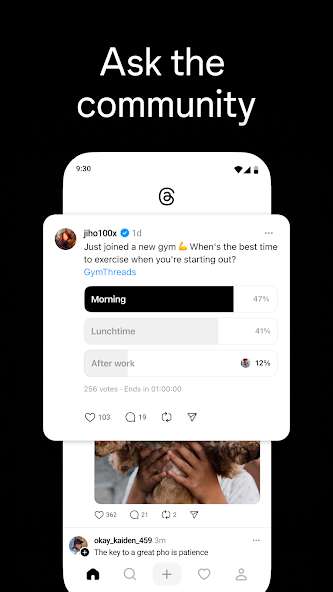 Ask the
community
9:30
jiho100x 1d
Just joined a new gym 💪 When's the best time
to exercise when you're starting out?
GymThreads
Morning 47%
Lunchtime 41%
After work 12%
256 votes · Ends in 01:00:00
103 19
362 21 2
okay_kaiden_459 3m
The key to a great pho is patience